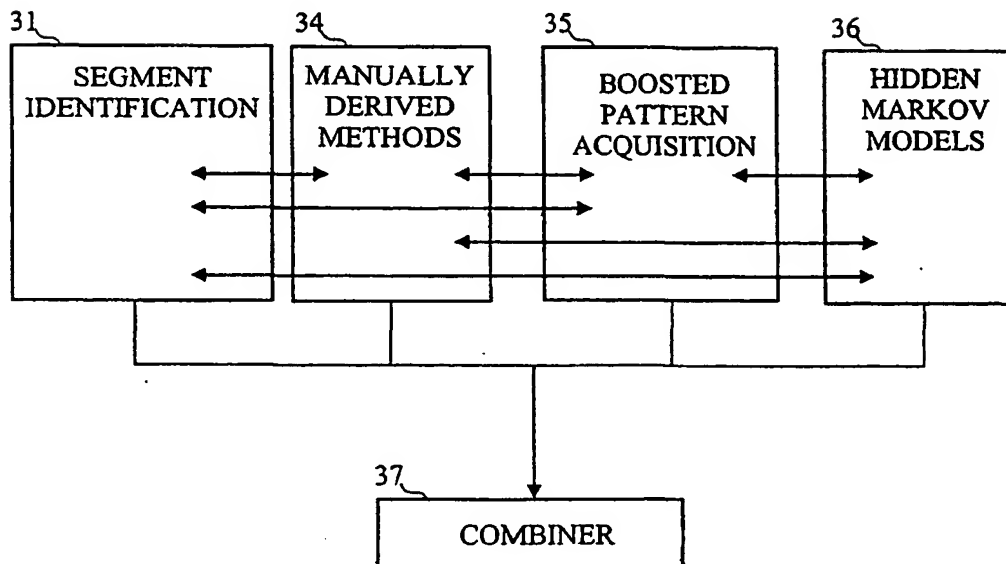 31
SEGMENT
IDENTIFICATION
34
MANUALLY
DERIVED
METHODS
35
BOOSTED
PATTERN
ACQUISITION
36
HIDDEN
MARKOV
MODELS
37
COMBINER